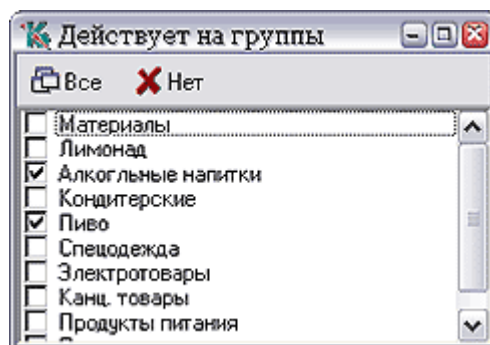 Действует на группы
Все Нет
Материалы
Лимонад
Алкогльные напитки
Кондитерские
Пиво
Спецодежда
Электротовары
Канц. товары
Продукты питания